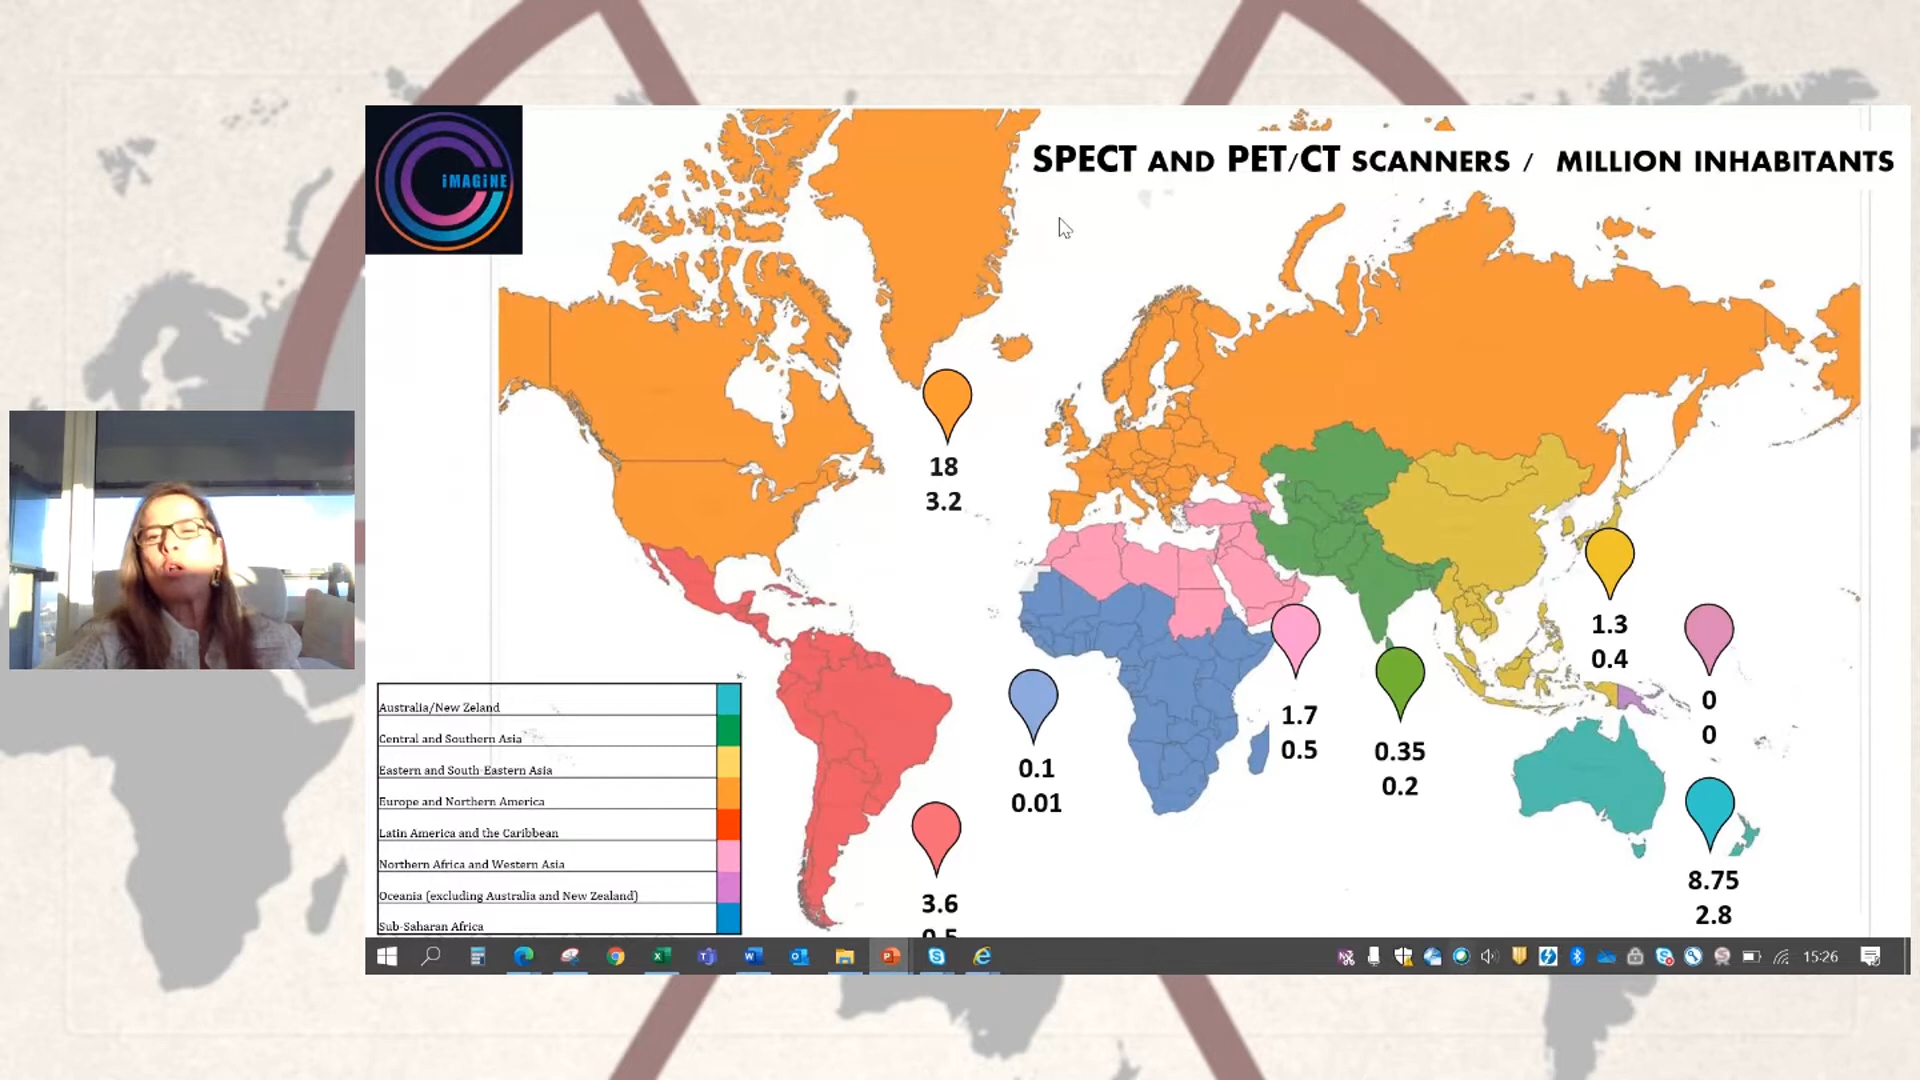 iMAGiNE
SPECT AND PET/CT SCANNERS / MILLION INHABITANTS
18
3.2
1.3
0.4
0
0
1.7
0.5
0.35
0.2
0.1
0.01
8.75
2.8
3.6
0.5
Australia/New Zeland
Central and Southern Asia
Eastern and South-Eastern Asia
Europe and Northern America
Latin America and the Caribbean
Northern Africa and Western Asia
Oceania (excluding Australia and New Zealand)
Sub-Saharan Africa
15:26